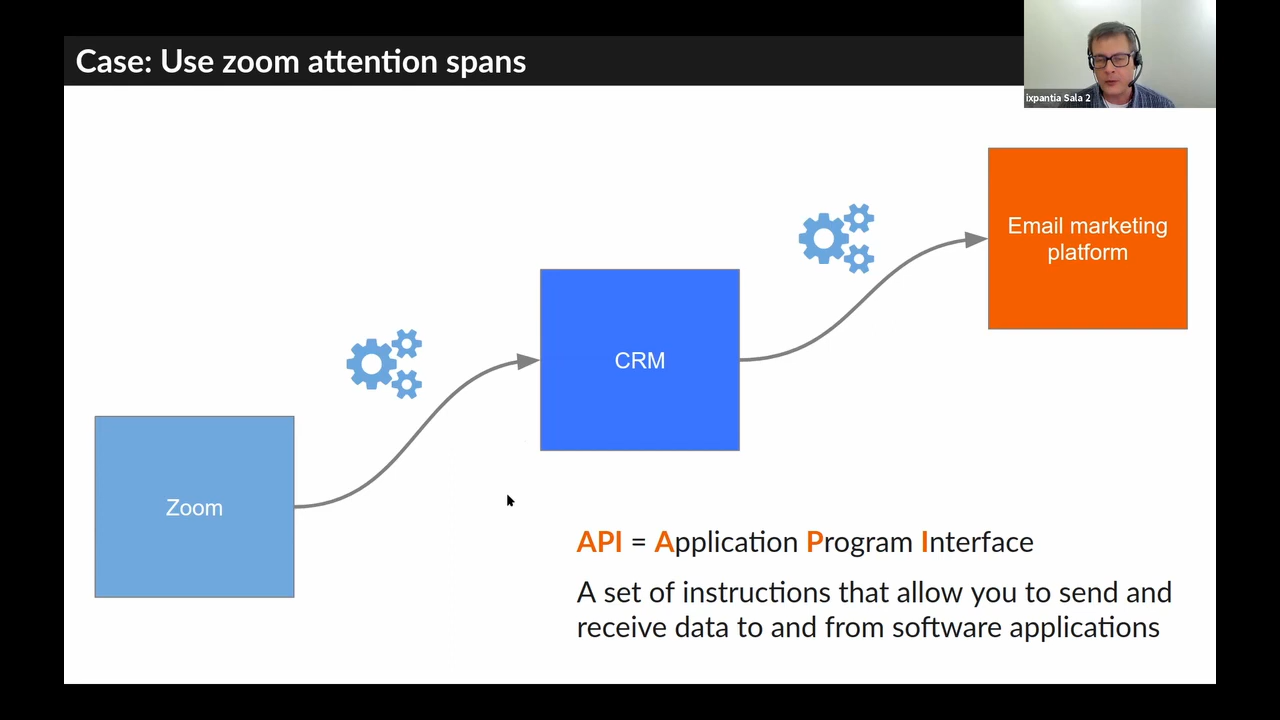 Case: Use zoom attention spans
ixpantia Sala 2
Email marketing
platform
CRM
Zoom
API = Application Program Interface
A set of instructions that allow you to send and
receive data to and from software applications